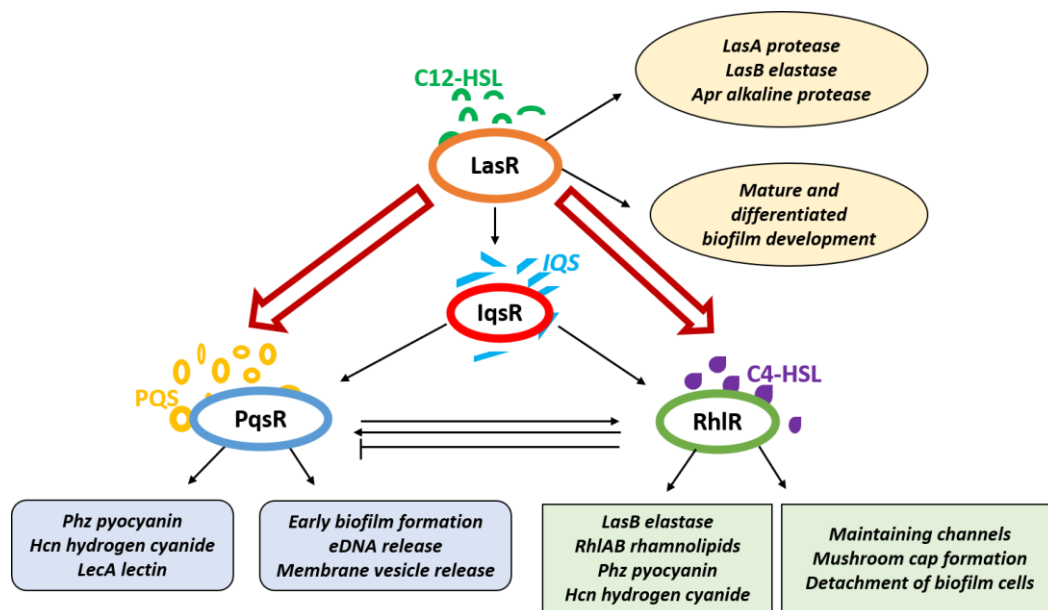 C12-HSL
LasR
LasA protease
LasB elastase
Apr alkaline protease
Mature and
differentiated
biofilm development
IQS
IqsR
PQS
PqsR
C4-HSL
RhlR
Phz pyocyanin
Hcn hydrogen cyanide
LecA lectin
Early biofilm formation
eDNA release
Membrane vesicle release
LasB elastase
RhlAB rhamnolipids
Phz pyocyanin
Hcn hydrogen cyanide
Maintaining channels
Mushroom cap formation
Detachment of biofilm cells